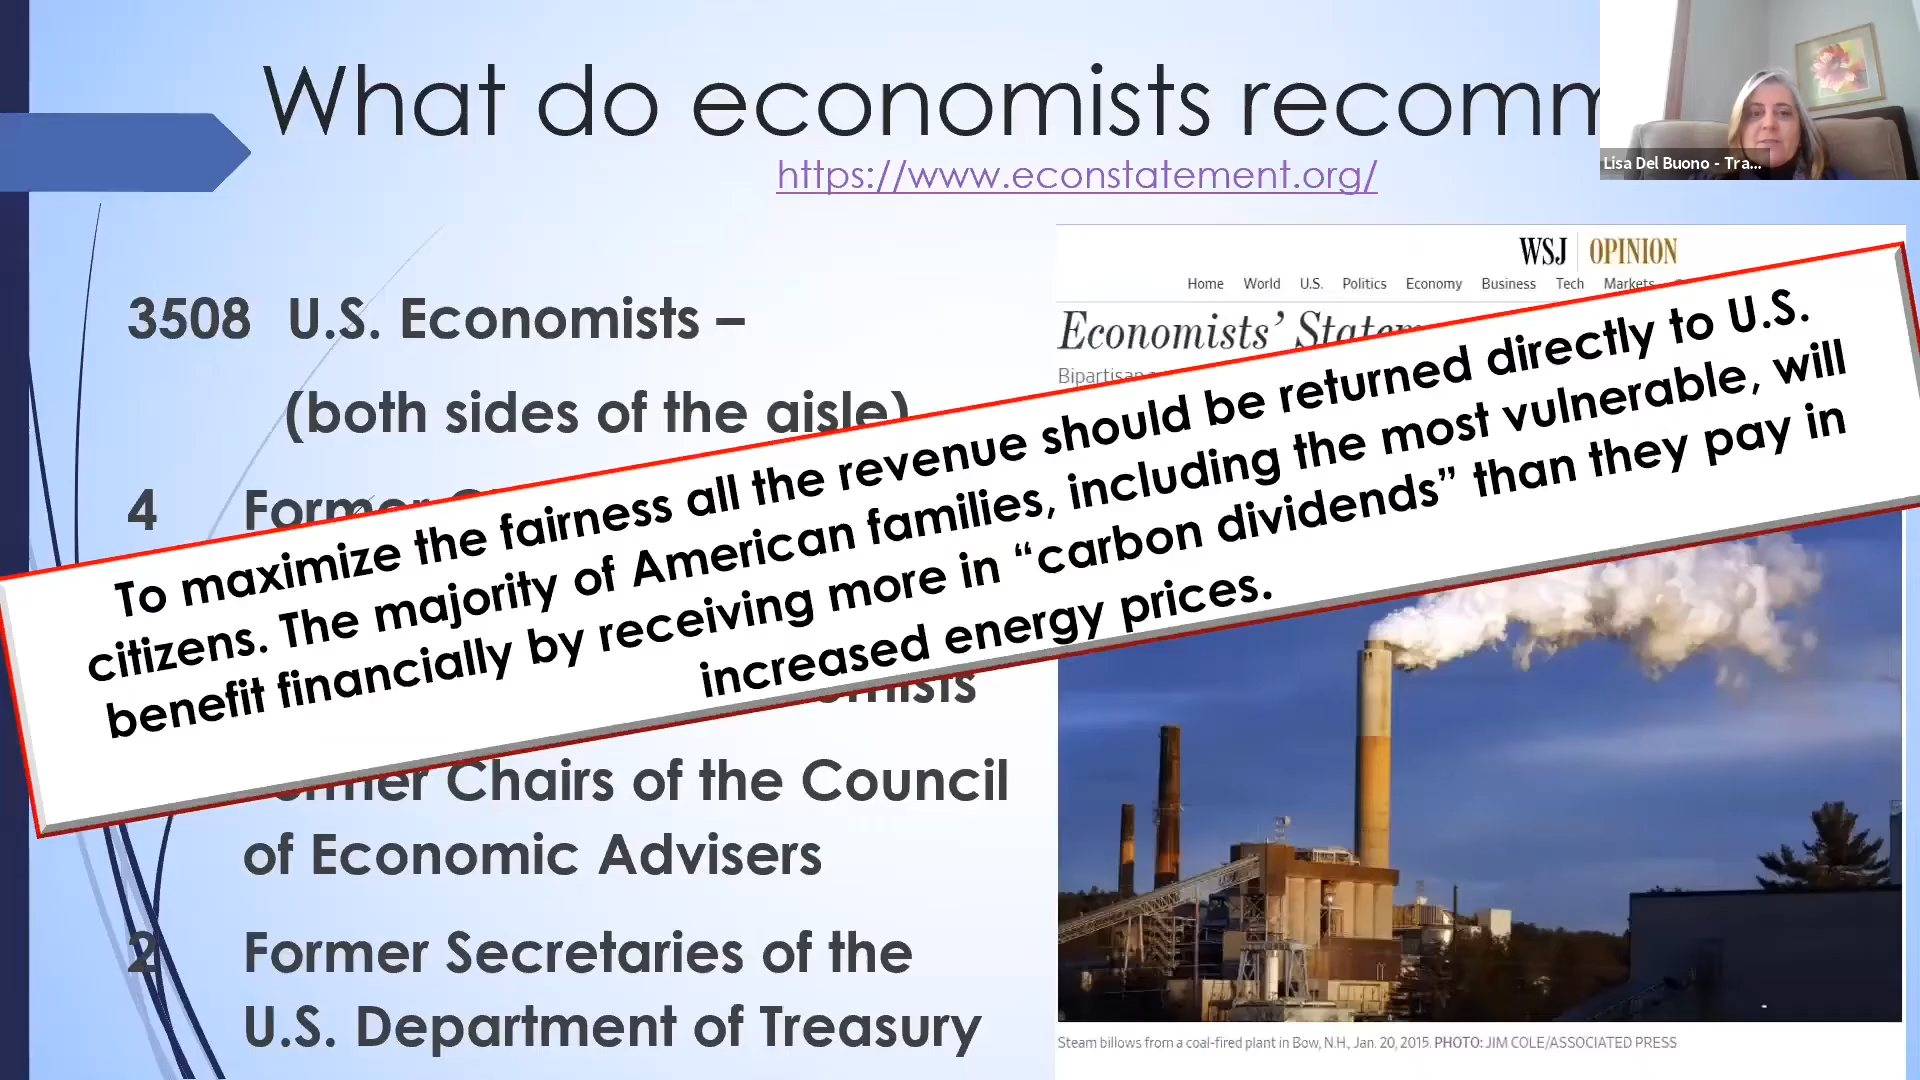 What do economists
https://www.econstatement.org/
Lisa Del Buono - Tra...
3508 U.S. Economists –
(both sides of the aisle)
4 Former
WSJ OPINION
Home World U.S. Politics Economy Business Tech Markets
Economists’
To maximize the fairness all the revenue should be returned directly to U.S.
citizens. The majority of American families, including the most vulnerable, will
benefit financially by receiving more in “carbon dividends” than they pay in
increased energy prices.
Former Chairs of the Council
of Economic Advisers
2 Former Secretaries of the
U.S. Department of Treasury
Steam billows from a coal-fired plant in Bow, N.H., Jan. 20, 2015. PHOTO: JIM COLE/ASSOCIATED PRESS